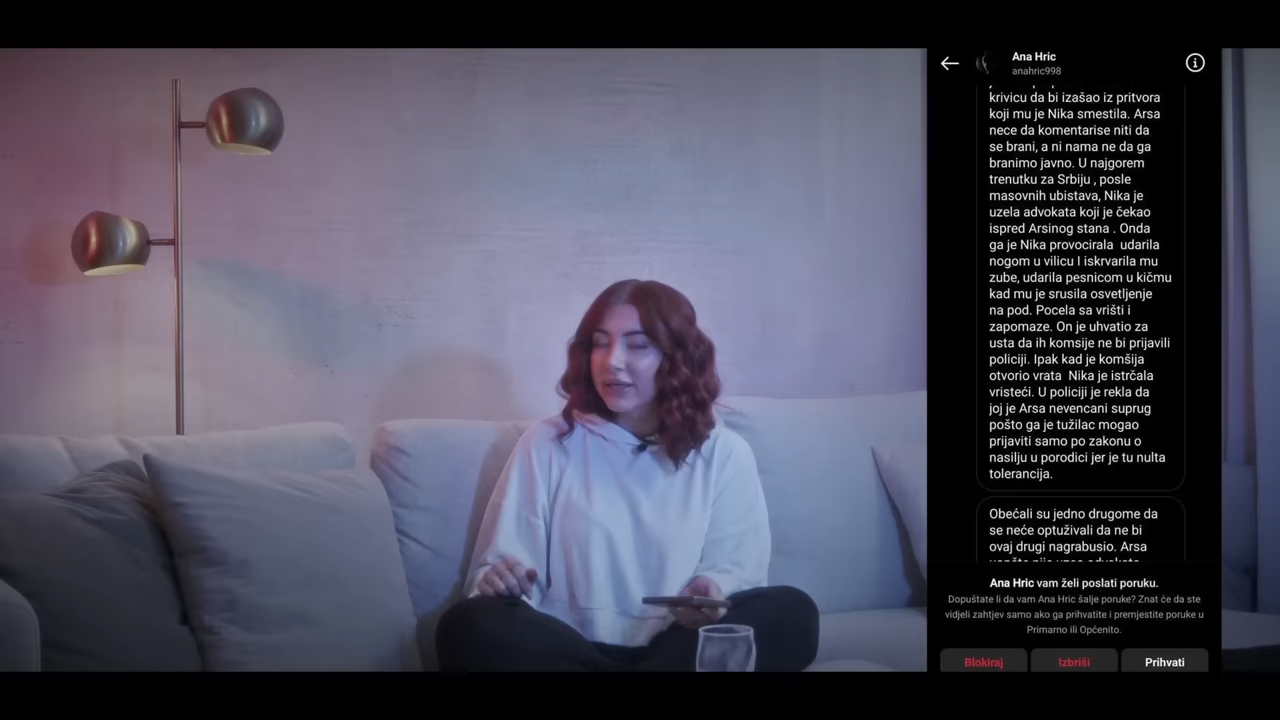 Ana Hric
anahric998
krivicu da bi izašao iz pritvora
koji mu je Nika smestila. Arsa
nece da komentarise niti da
se brani, a ni nama ne da ga
branimo javno. U najgorem
trenutku za Srbiju , posle
masovnih ubistava, Nika je
uzela advokata koji je čekao
ispred Arsinog stana . Onda
ga je Nika provocirala  udarila
nogom u vilicu I iskrvarila mu
zube, udarila pesnicom u kičmu
kad mu je srusila osvetljenje
na pod. Pocela sa vrišti i
zapomaze. On je uhvatio za
usta da ih komsije ne bi prijavili
policiji. Ipak kad je komšija
otvorio vrata  Nika je istrčala
vristeći. U policiji je rekla da
joj je Arsa nevencani suprug
pošto ga je tužilac mogao
prijaviti samo po zakonu o
nasilju u porodici jer je tu nulta
tolerancija.
Obećali su jedno drugome da
se neće optuživali da ne bi
ovaj drugi nagrabusio. Arsa
Ana Hric vam želi poslati poruku.
Dopuštate li da vam Ana Hric šalje poruke? Znat će da ste
vidjeli zahtjev samo ako ga prihvatite i premjestite poruke u
Primarno ili Općenito.
Blokiraj
Izbriši
Prihvati